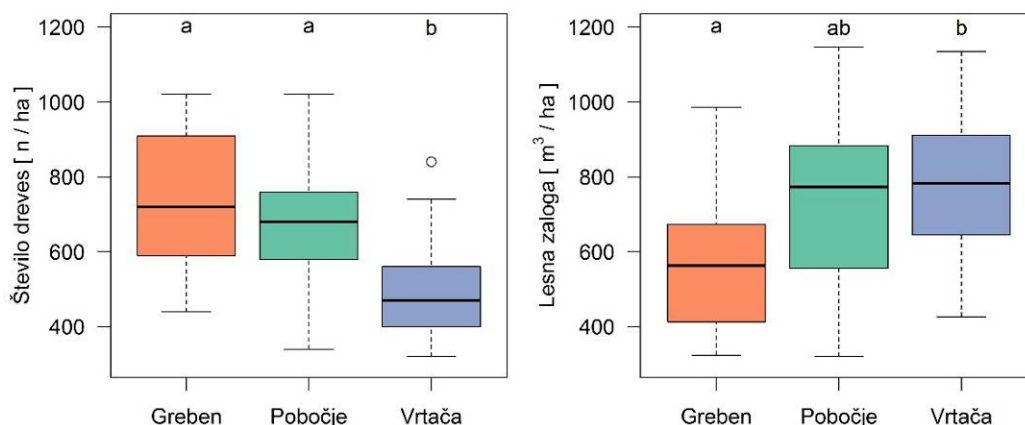 Število dreves [ n / ha ]
1200
1000
800
600
400
a a b
Greben Pobočje Vrtača
Lesna zaloga [ m³ / ha ]
1200
1000
800
600
400
a ab b
Greben Pobočje Vrtača